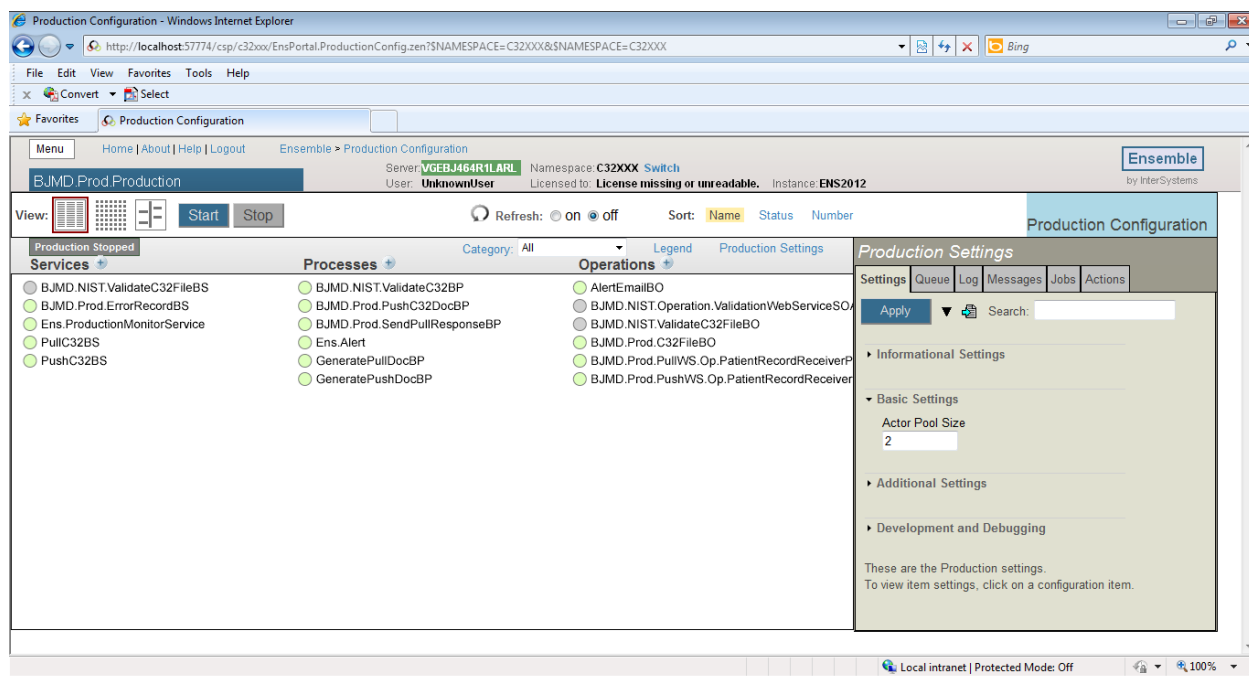 Production Configuration - Windows Internet Explorer
http://localhost:57774/csp/c32xxx/EnsPortal.ProductionConfig.zen?$NAMESPACE=C32XXX&$NAMESPACE=C32XXX
Bing
File Edit View Favorites Tools Help
x Convert Select
Favorites Production Configuration
Menu Home | About | Help | Logout Ensemble > Production Configuration
Server: VGEBJ464R1LARL Namespace: C32XXX Switch
User: UnknownUser Licensed to: License missing or unreadable. Instance: ENS2012
Ensemble
by InterSystems
BJMD.Prod.Production
View: Start Stop Refresh: on off Sort: Name Status Number
Production Configuration
Production Stopped Category: All Legend Production Settings
Services Processes Operations
BJMD.NIST.ValidateC32FileBS
BJMD.Prod.ErrorRecordBS
Ens.ProductionMonitorService
PullC32BS
PushC32BS
BJMD.NIST.ValidateC32BP
BJMD.Prod.PushC32DocBP
BJMD.Prod.SendPullResponseBP
Ens.Alert
GeneratePullDocBP
GeneratePushDocBP
AlertEmailBO
BJMD.NIST.Operation.ValidationWebServiceSOA
BJMD.NIST.ValidateC32FileBO
BJMD.Prod.C32FileBO
BJMD.Prod.PullWS.Op.PatientRecordReceiverP
BJMD.Prod.PushWS.Op.PatientRecordReceiver
Production Settings
Settings Queue Log Messages Jobs Actions
Apply Search:
Informational Settings
Basic Settings
Actor Pool Size
2
Additional Settings
Development and Debugging
These are the Production settings.
To view item settings, click on a configuration item.
Local intranet | Protected Mode: Off 100%